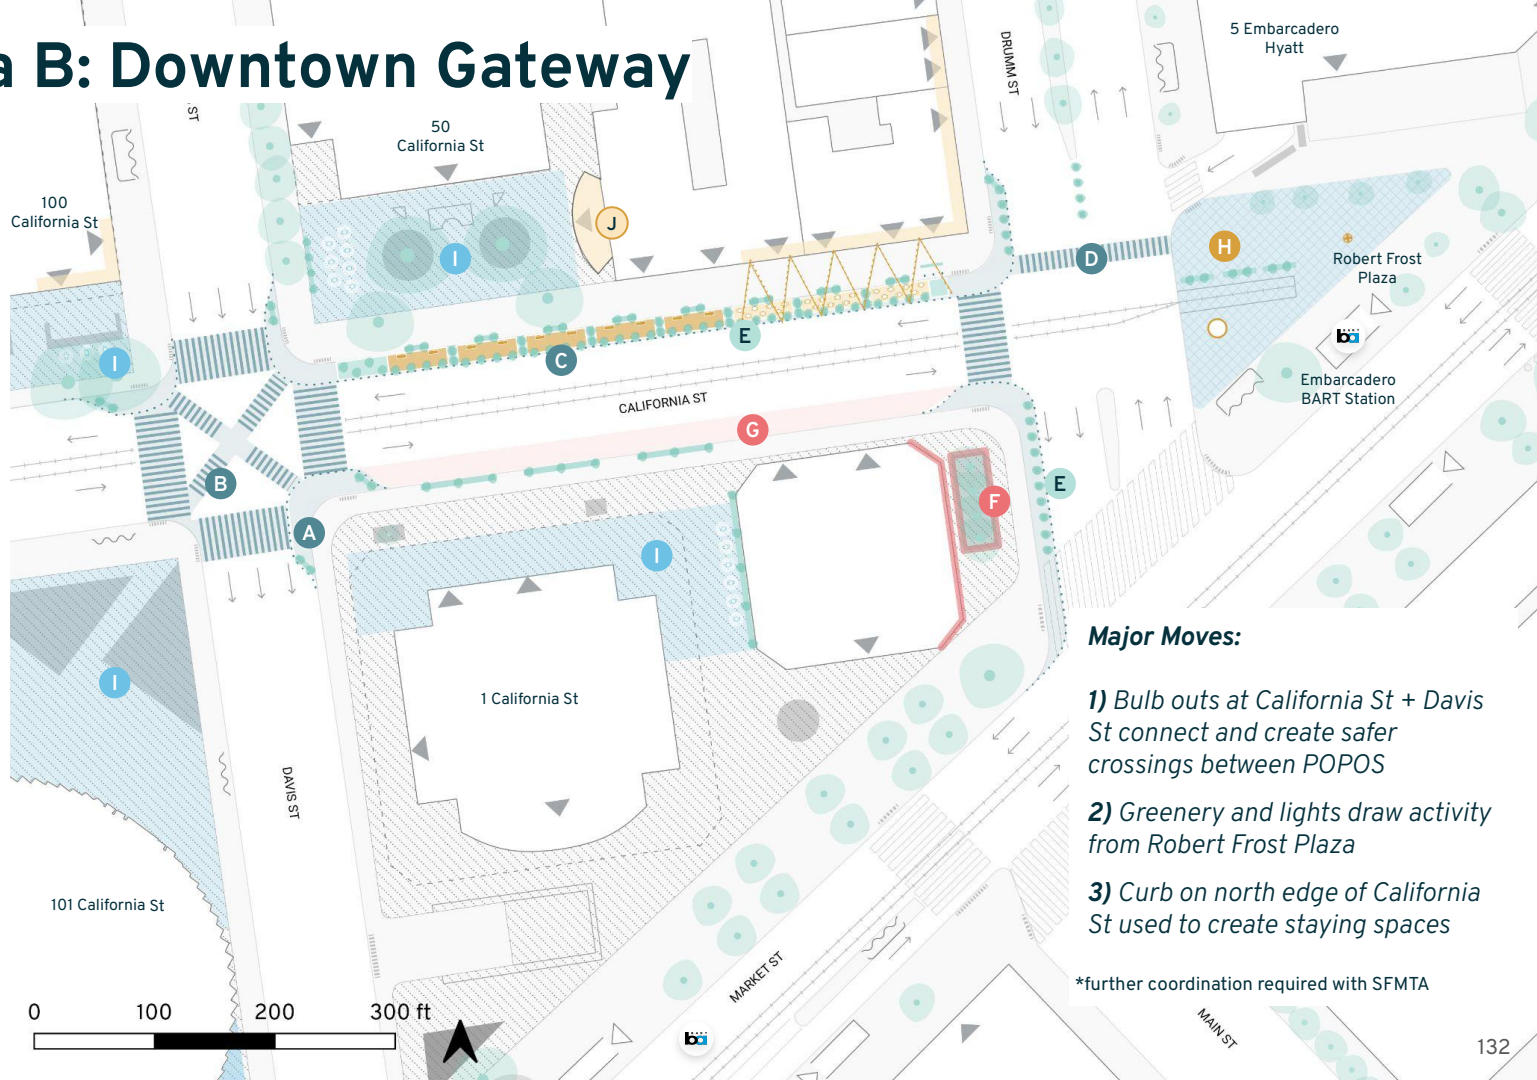 a B: Downtown Gateway
ST
50
California St
100
California St
DRUMM ST
5 Embarcadero
Hyatt
J
I
D
H
Robert Frost
Plaza
I
C
E
ba
Embarcadero
BART Station
CALIFORNIA ST
G
B
A
E
F
I
I
1 California St
DAVIS ST
101 California St
MARKET ST
ba
MAIN ST
Major Moves:
1) Bulb outs at California St + Davis
St connect and create safer
crossings between POPOS
2) Greenery and lights draw activity
from Robert Frost Plaza
3) Curb on north edge of California
St used to create staying spaces
*further coordination required with SFMTA
0 100 200 300 ft
132